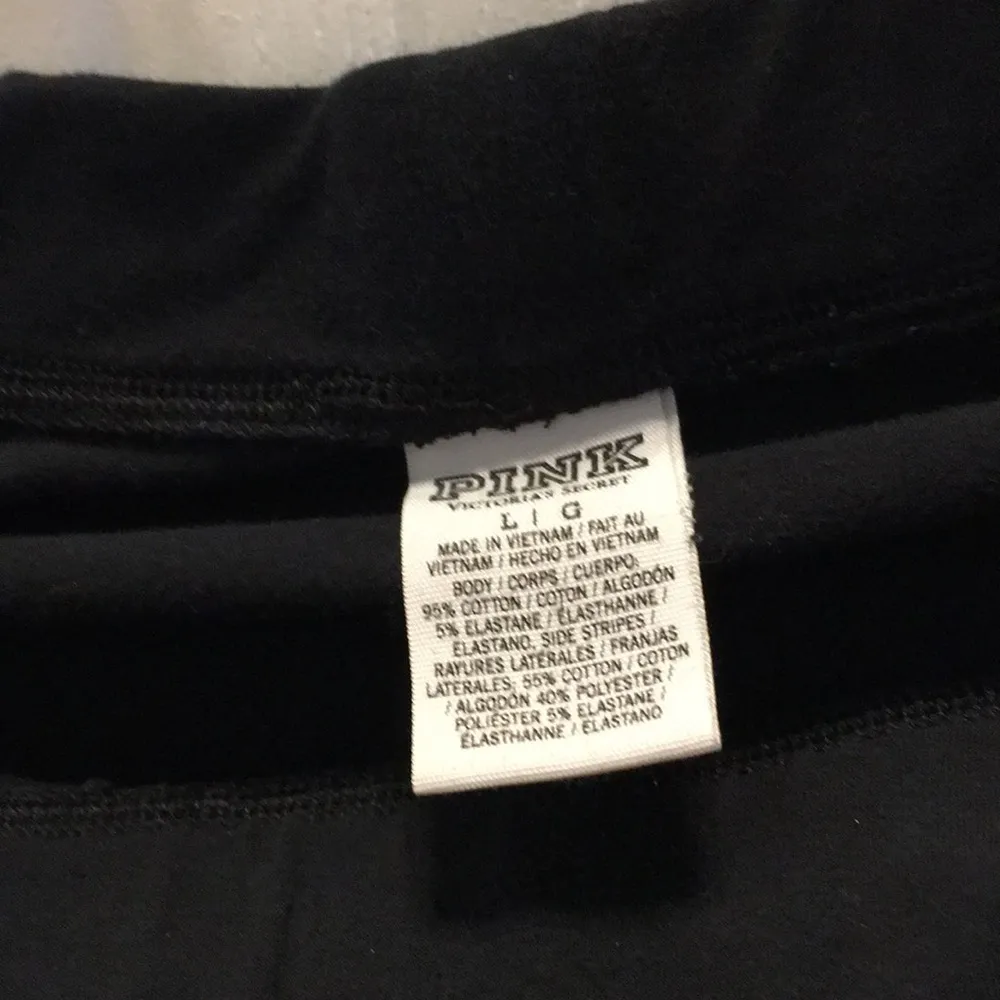 PINK
VICTORIA'S SECRET
L | G
MADE IN VIETNAM / FAIT AU
VIETNAM / HECHO EN VIETNAM
BODY / CORPS / CUERPO:
95% COTTON / COTON / ALGODÓN
5% ELASTANE / ÉLASTHANNE /
ELASTANO, SIDE STRIPES /
RAYURES LATÉRALES / FRANJAS
LATERALES: 55% COTTON / COTON
/ ALGODÓN 40% POLYESTER /
POLIÉSTER 5% ELASTANE /
ÉLASTHANNE / ELASTANO